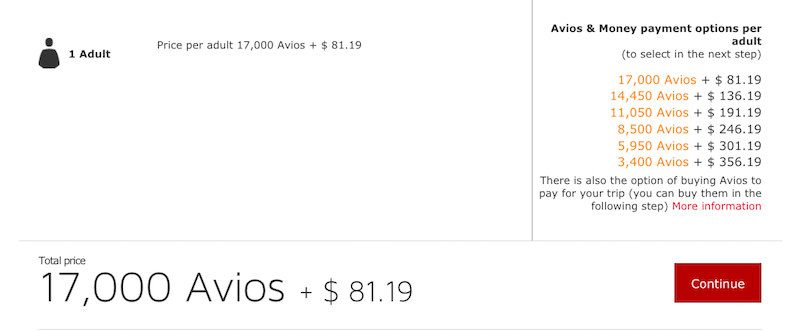 1 Adult
Price per adult 17,000 Avios + $ 81.19
Avios & Money payment options per
adult
(to select in the next step)
17,000 Avios + $ 81.19
14,450 Avios + $ 136.19
11,050 Avios + $ 191.19
8,500 Avios + $ 246.19
5,950 Avios + $ 301.19
3,400 Avios + $ 356.19
There is also the option of buying Avios to
pay for your trip (you can buy them in the
following step) More information
Total price
17,000 Avios + $ 81.19
Continue